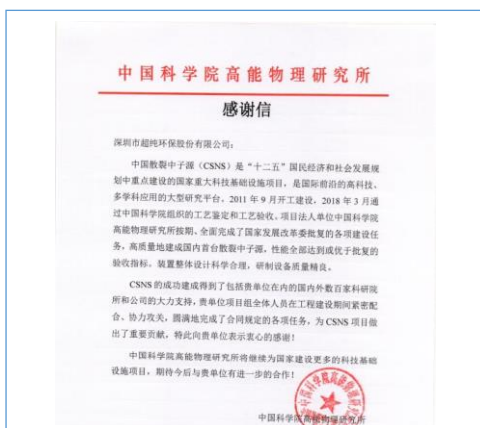 中国科学院高能物理研究所
感谢信
深圳市超纯环保股份有限公司：
中国散裂中子源（CSNS）是“十二五”国民经济和社会发展规
划中重点建设的国家重大科技基础设施项目，是国际前沿的高科技、
多学科应用的大型研究平台。2011 年 9 月开工建设，2018 年 3 月通
过中国科学院组织的工艺鉴定和工艺验收。项目法人单位中国科学院
高能物理研究所按期、全面完成了国家发展改革委批复的各项建设任
务，高质量地建成国内首台散裂中子源，性能全部达到或优于批复的
验收指标。装置整体设计科学合理，研制设备质量精良。
CSNS 的成功建成得到了包括贵单位在内的国内外数百家科研院
所和公司的大力支持，贵单位项目组全体人员在工程建设期间紧密配
合、协力攻关，圆满地完成了合同规定的各项任务，为 CSNS 项目做
出了重要贡献，特此向贵单位表示衷心的感谢！
中国科学院高能物理研究所将继续为国家建设更多的科技基础
设施项目，期待今后与贵单位有进一步的合作！
中国科学院高能物理研究所